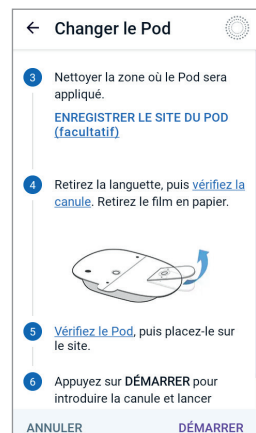 Changer le Pod
3 Nettoyer la zone où le Pod sera
appliqué.
ENREGISTRER LE SITE DU POD
(facultatif)
4 Retirez la languette, puis vérifiez la
canule. Retirez le film en papier.
5 Vérifiez le Pod, puis placez-le sur
le site.
6 Appuyez sur DÉMARRER pour
introduire la canule et lancer
ANNULER DÉMARRER